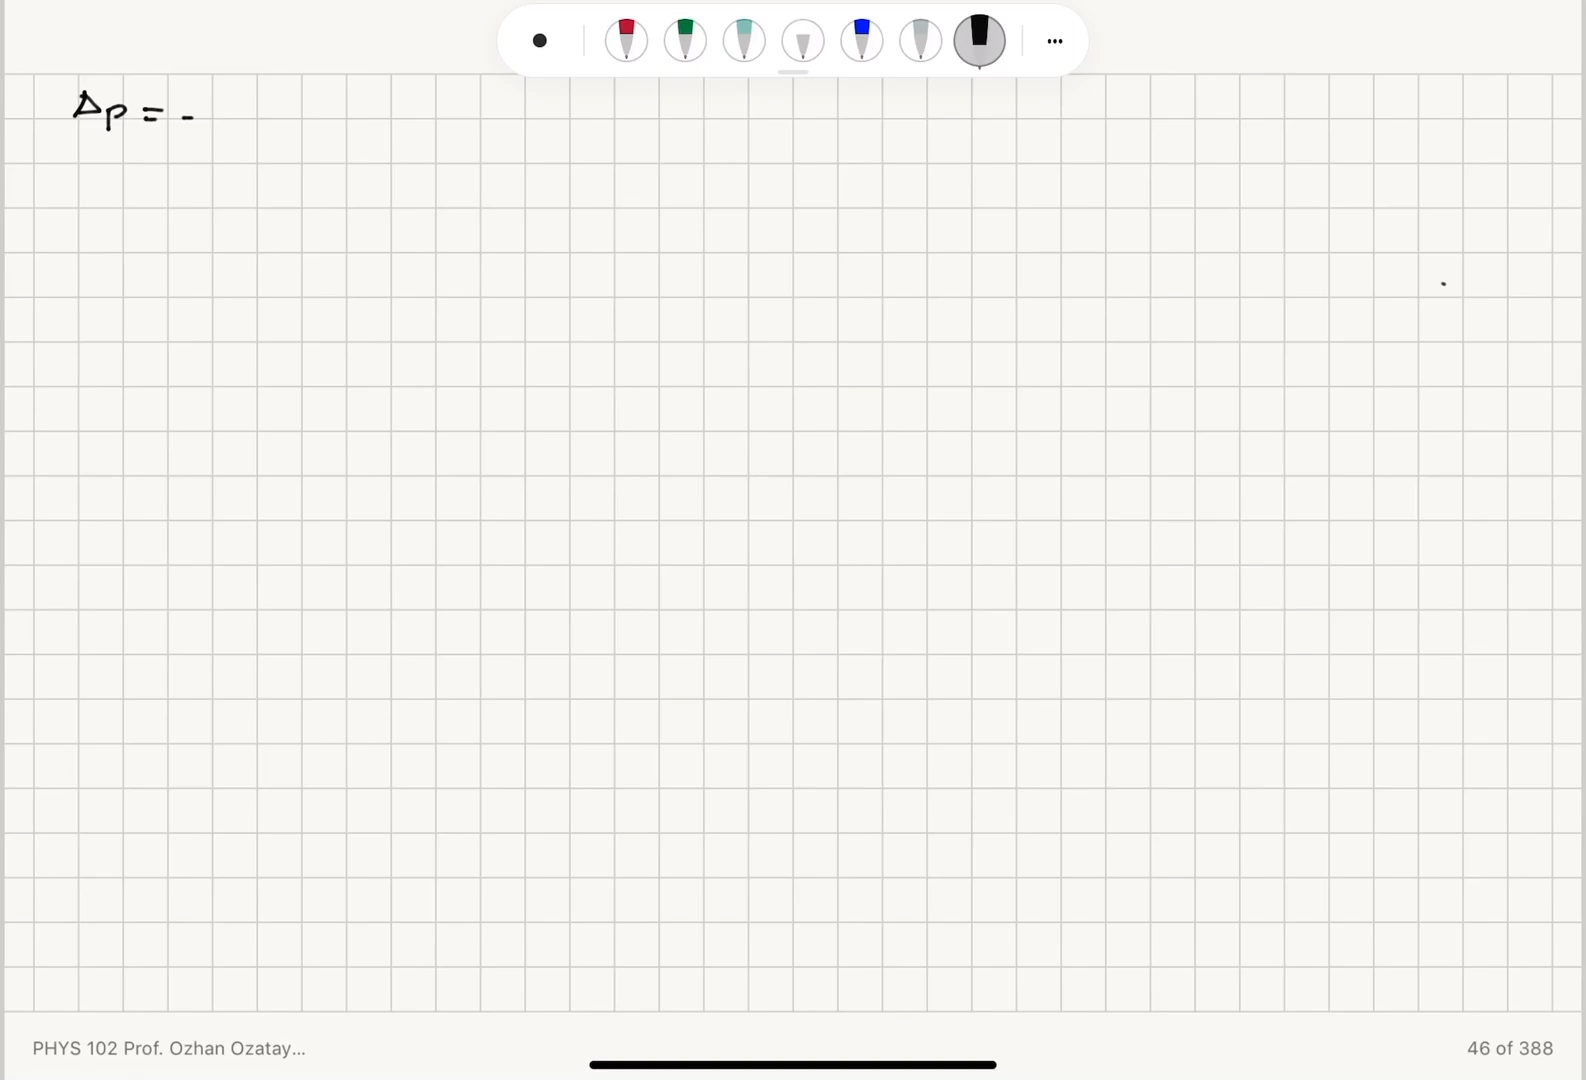 Δp = -
PHYS 102 Prof. Ozhan Ozatay...
46 of 388